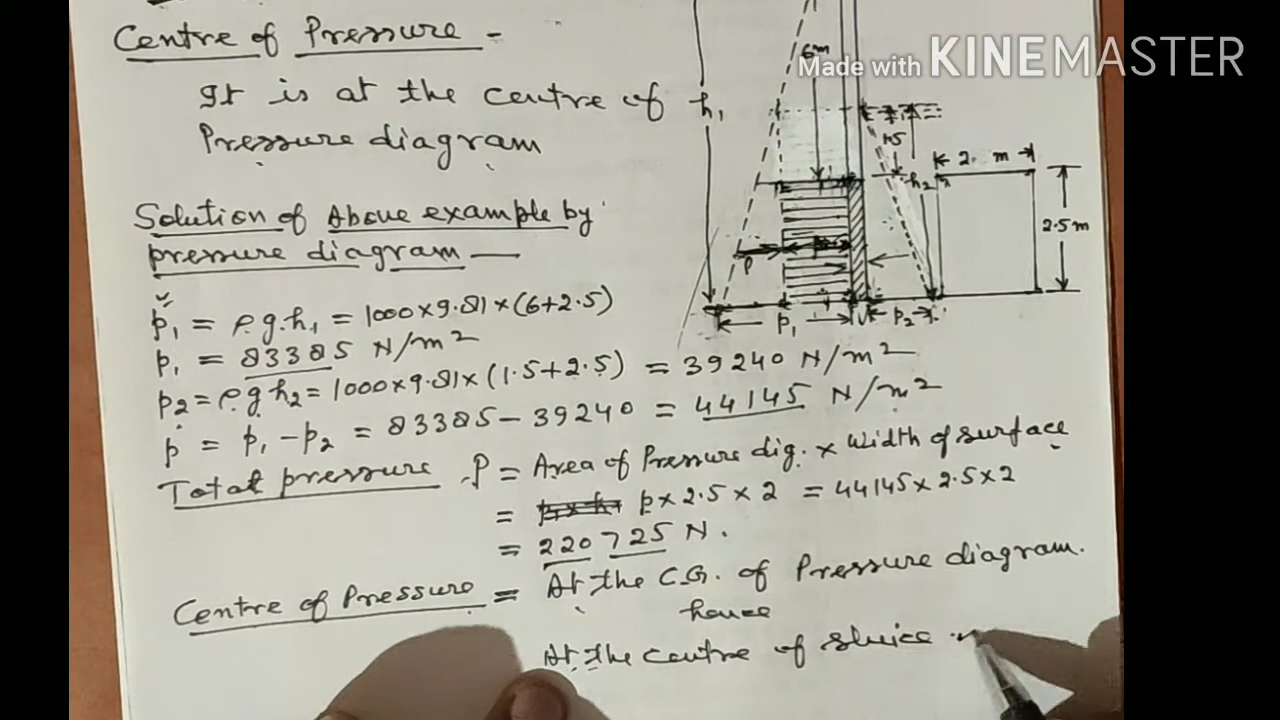 Centre of Pressure -
It is at the centre of
Pressure diagram
Solution of Above example by
pressure diagram —
p₁ = ρ.g.h₁ = 1000×9.81×(6+2.5)
p₁ = 83385 N/m²
p₂ = ρ.g.h₂ = 1000×9.81×(1.5+2.5) = 39240 N/m²
p = p₁-p₂ = 83385-39240 = 44145 N/m²
Total pressure P = Area of Pressure dig. × Width of surface
= p×2.5×2 = 44145×2.5×2
= 220725 N.
Centre of Pressure = At the C.G. of Pressure diagram.
hence
At the centre of sluice
Made with KINEMASTER
6m
h₁
1.5
h₂
2. m
2.5m
P
p₁
p₂